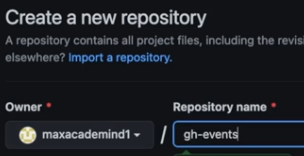 Create a new repository
A repository contains all project files, including the revis
elsewhere? Import a repository.
Owner * Repository name *
maxacademind1 / gh-events